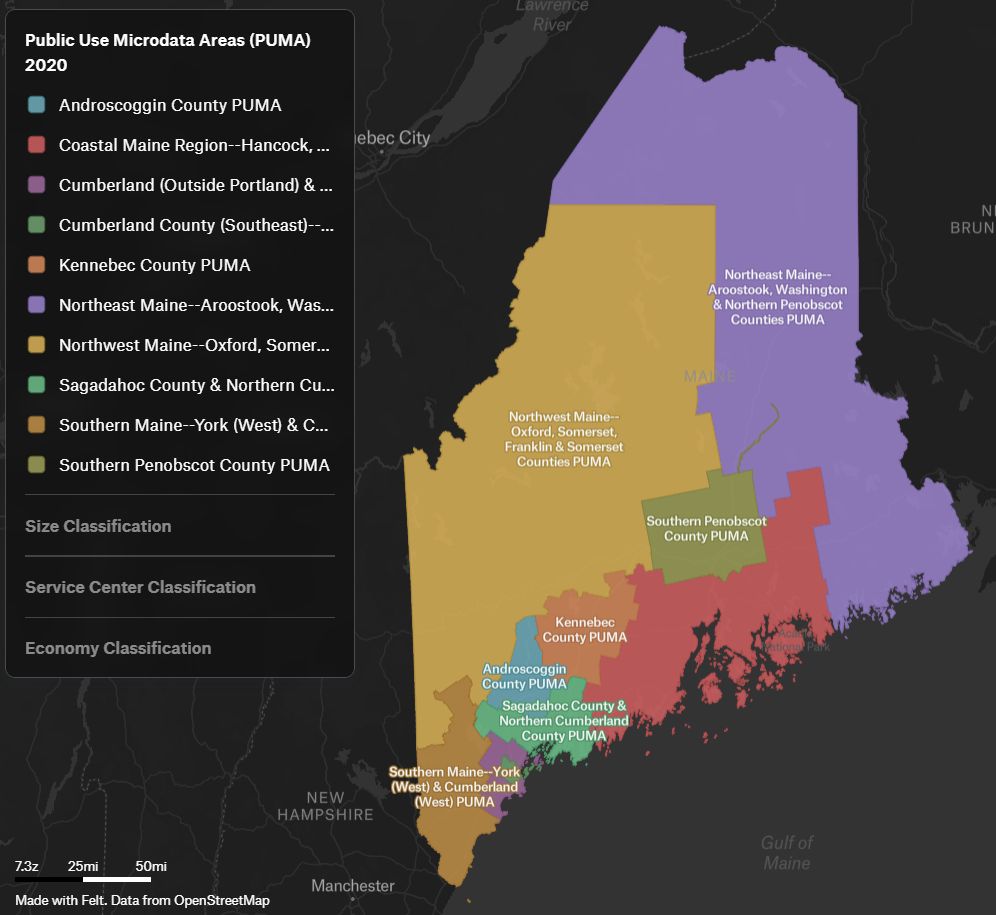 Lawrence
River
Public Use Microdata Areas (PUMA)
2020
Androscoggin County PUMA
Coastal Maine Region--Hancock, ...
Cumberland (Outside Portland) & ...
Cumberland County (Southeast)--...
Kennebec County PUMA
Northeast Maine--Aroostook, Was...
Northwest Maine--Oxford, Somer...
Sagadahoc County & Northern Cu...
Southern Maine--York (West) & C...
Southern Penobscot County PUMA
Size Classification
Service Center Classification
Economy Classification
ebec City
NE
BRUN
Northeast Maine--
Aroostook, Washington
& Northern Penobscot
Counties PUMA
MAINE
Northwest Maine--
Oxford, Somerset,
Franklin & Somerset
Counties PUMA
Southern Penobscot
County PUMA
Kennebec
County PUMA
National Park
Androscoggin
County PUMA
Sagadahoc County &
Northern Cumberland
County PUMA
Southern Maine--York
(West) & Cumberland
(West) PUMA
NEW
HAMPSHIRE
Gulf of
Maine
Manchester
7.3z 25mi 50mi
Made with Felt. Data from OpenStreetMap